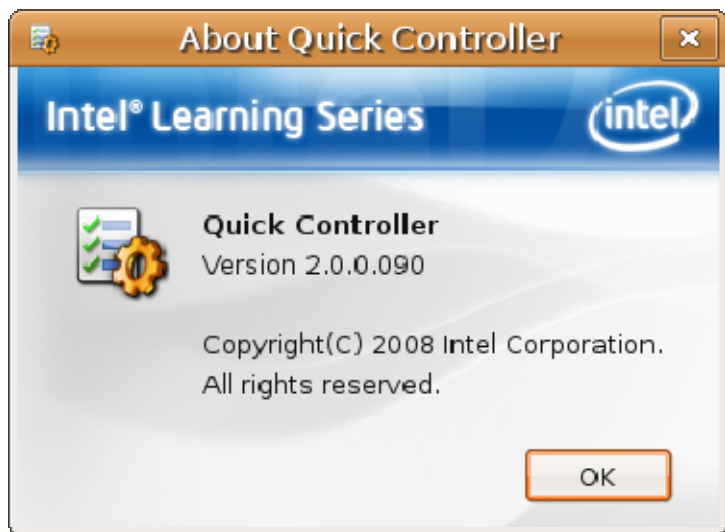 About Quick Controller
Intel® Learning Series
intel
Quick Controller
Version 2.0.0.090
Copyright(C) 2008 Intel Corporation.
All rights reserved.
OK